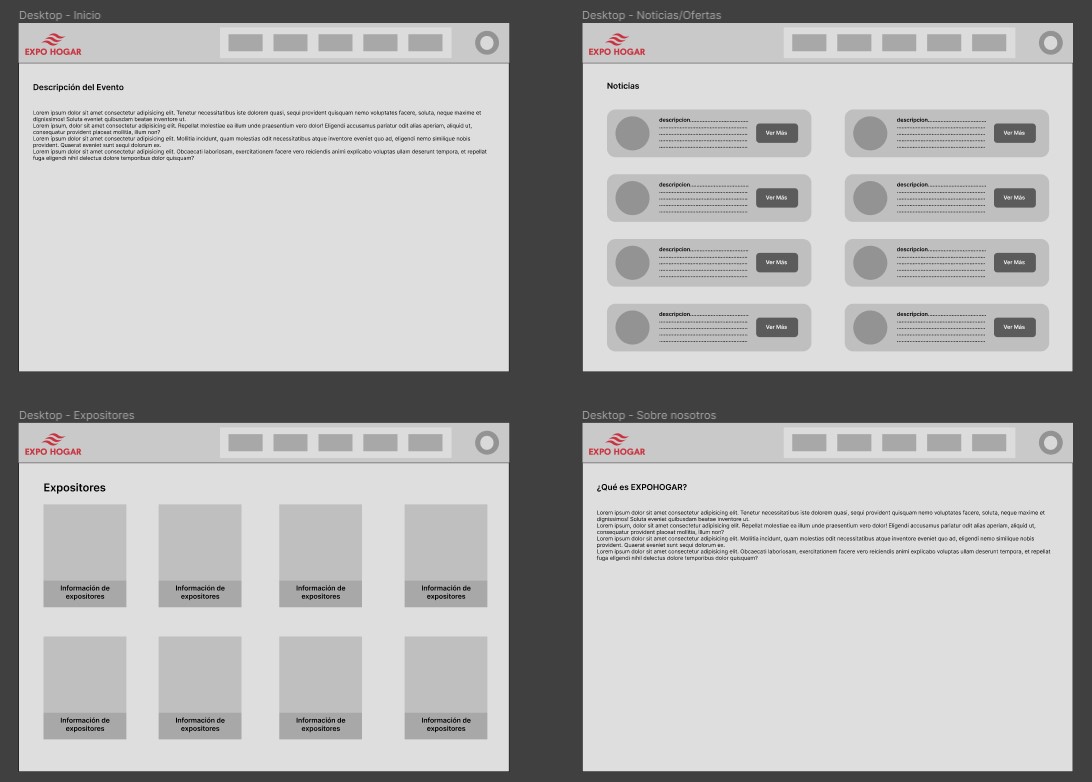 Desktop - Inicio
EXPO HOGAR
Descripción del Evento
Lorem ipsum dolor sit amet consectetur adipisicing elit. Tenetur necessitatibus iste dolorem quasi, sequi provident quisquam nemo voluptates facere, soluta, neque maxime et
dignissimos! Soluta eveniet quibusdam beatae inventore ut.
Lorem ipsum, dolor sit amet consectetur adipisicing elit. Repellat molestiae ea illum unde praesentium vero dolor! Eligendi accusamus pariatur odit alias aperiam, aliquid ut,
consequatur provident placeat mollitia, illum non?
Lorem ipsum dolor sit amet consectetur adipisicing elit. Mollitia incidunt, quam molestias odit necessitatibus atque inventore eveniet quo ad, eligendi nemo similique nobis
provident. Quaerat eveniet sunt sequi dolorum ex.
Lorem ipsum dolor sit amet consectetur adipisicing elit. Obcaecati laboriosam, exercitationem facere vero reiciendis animi explicabo voluptas ullam deserunt tempora, et repellat
fuga eligendi nihil delectus dolore temporibus dolor quisquam?
Desktop - Noticias/Ofertas
EXPO HOGAR
Noticias
descripcion
Ver Más
descripcion
Ver Más
descripcion
Ver Más
descripcion
Ver Más
descripcion
Ver Más
descripcion
Ver Más
descripcion
Ver Más
descripcion
Ver Más
Desktop - Expositores
EXPO HOGAR
Expositores
Información de
expositores
Información de
expositores
Información de
expositores
Información de
expositores
Información de
expositores
Información de
expositores
Información de
expositores
Información de
expositores
Desktop - Sobre nosotros
EXPO HOGAR
¿Qué es EXPOHOGAR?
Lorem ipsum dolor sit amet consectetur adipisicing elit. Tenetur necessitatibus iste dolorem quasi, sequi provident quisquam nemo voluptates facere, soluta, neque maxime et
dignissimos! Soluta eveniet quibusdam beatae inventore ut.
Lorem ipsum, dolor sit amet consectetur adipisicing elit. Repellat molestiae ea illum unde praesentium vero dolor! Eligendi accusamus pariatur odit alias aperiam, aliquid ut,
consequatur provident placeat mollitia, illum non?
Lorem ipsum dolor sit amet consectetur adipisicing elit. Mollitia incidunt, quam molestias odit necessitatibus atque inventore eveniet quo ad, eligendi nemo similique nobis
provident. Quaerat eveniet sunt sequi dolorum ex.
Lorem ipsum dolor sit amet consectetur adipisicing elit. Obcaecati laboriosam, exercitationem facere vero reiciendis animi explicabo voluptas ullam deserunt tempora, et repellat
fuga eligendi nihil delectus dolore temporibus dolor quisquam?